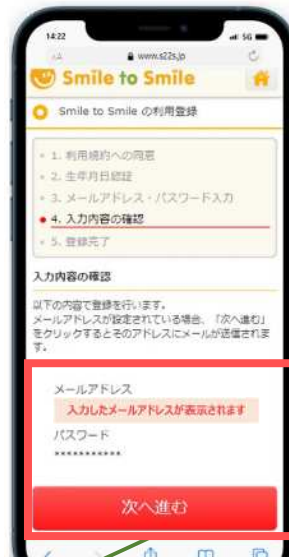 14:22
5G
www.s22s.jp
Smile to Smile
Smile to Smile の利用登録
1. 利用規約への同意
2. 生年月日認証
3. メールアドレス・パスワード入力
4. 入力内容の確認
5. 登録完了
入力内容の確認
以下の内容で登録を行います。
メールアドレスが設定されている場合、「次へ進む」
をクリックするとそのアドレスにメールが送信されま
す。
メールアドレス
入力したメールアドレスが表示されます
パスワード
***********
次へ進む